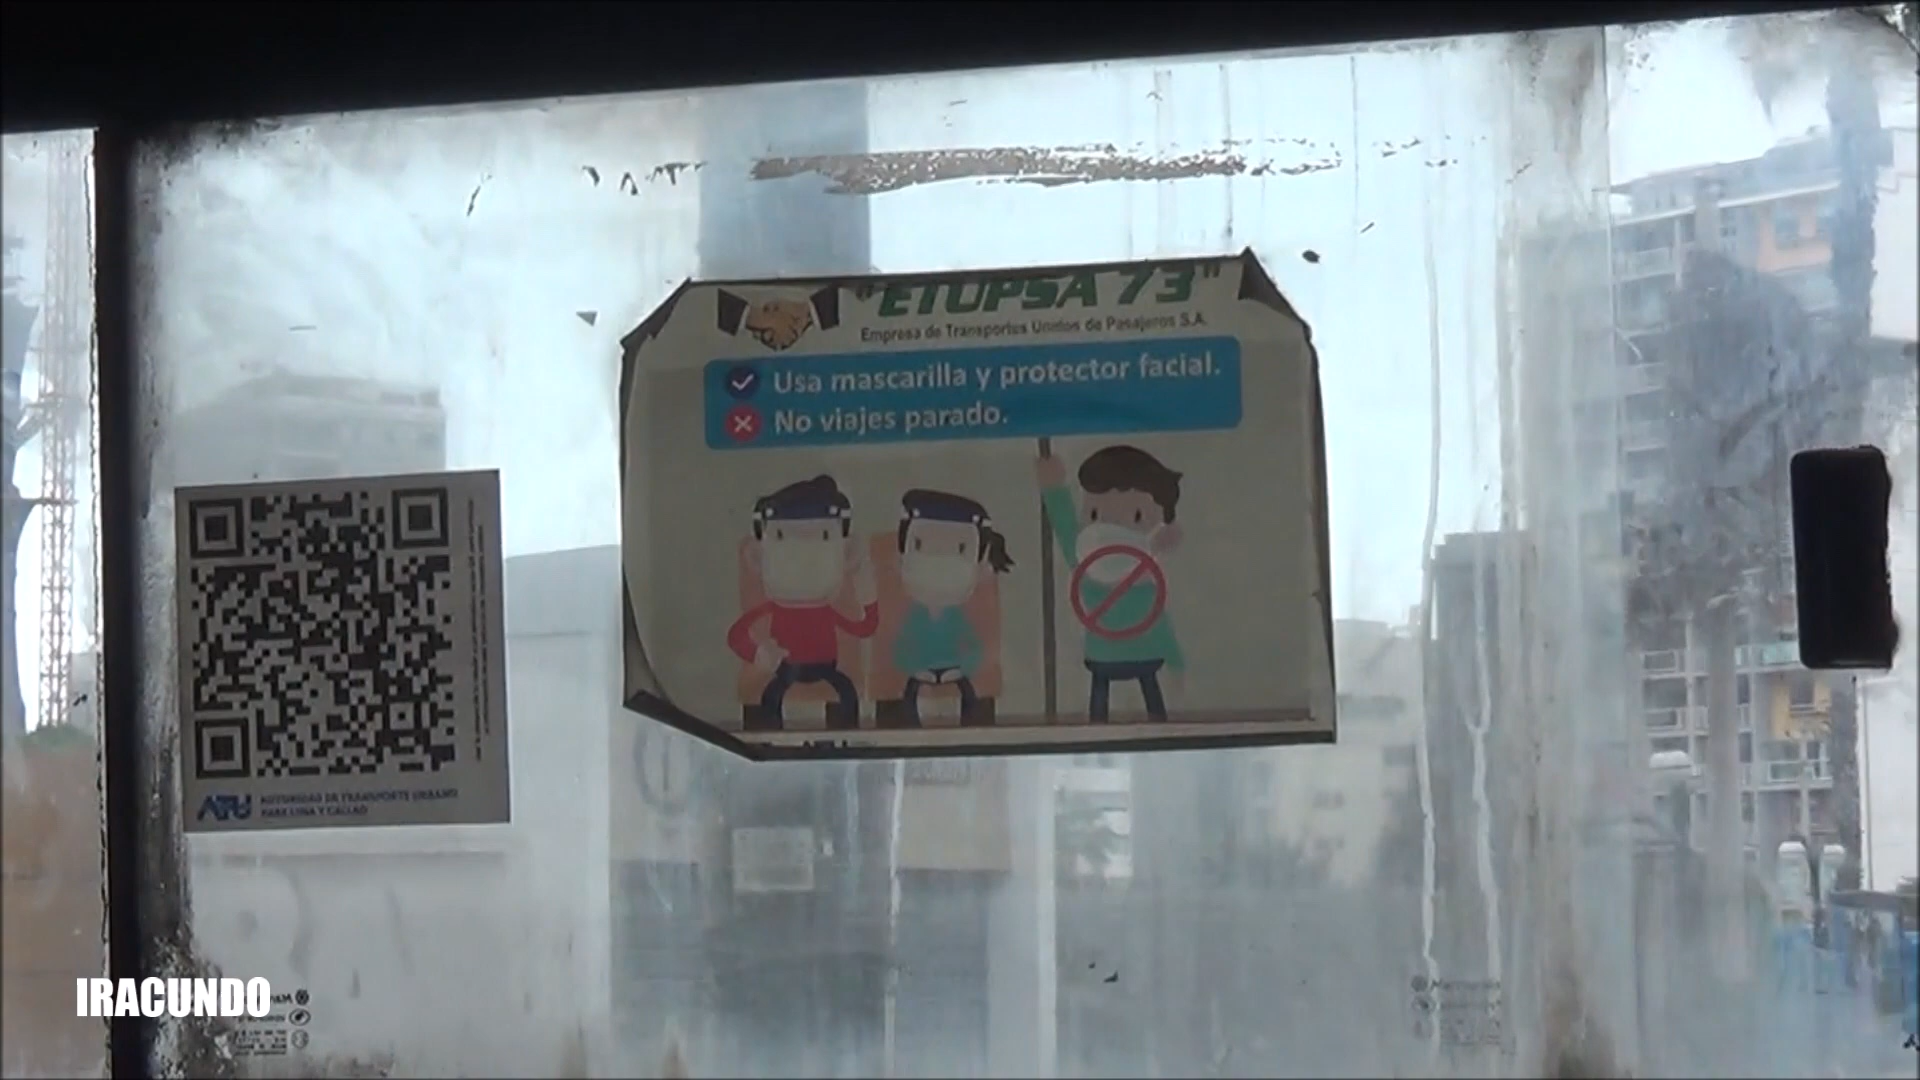 "ETUPSA 73"
Empresa de Transportes Unidos de Pasajeros S.A.
Usa mascarilla y protector facial.
No viajes parado.
ATU
AUTORIDAD DE TRANSPORTE URBANO
PARA LIMA Y CALLAO
IRACUNDO